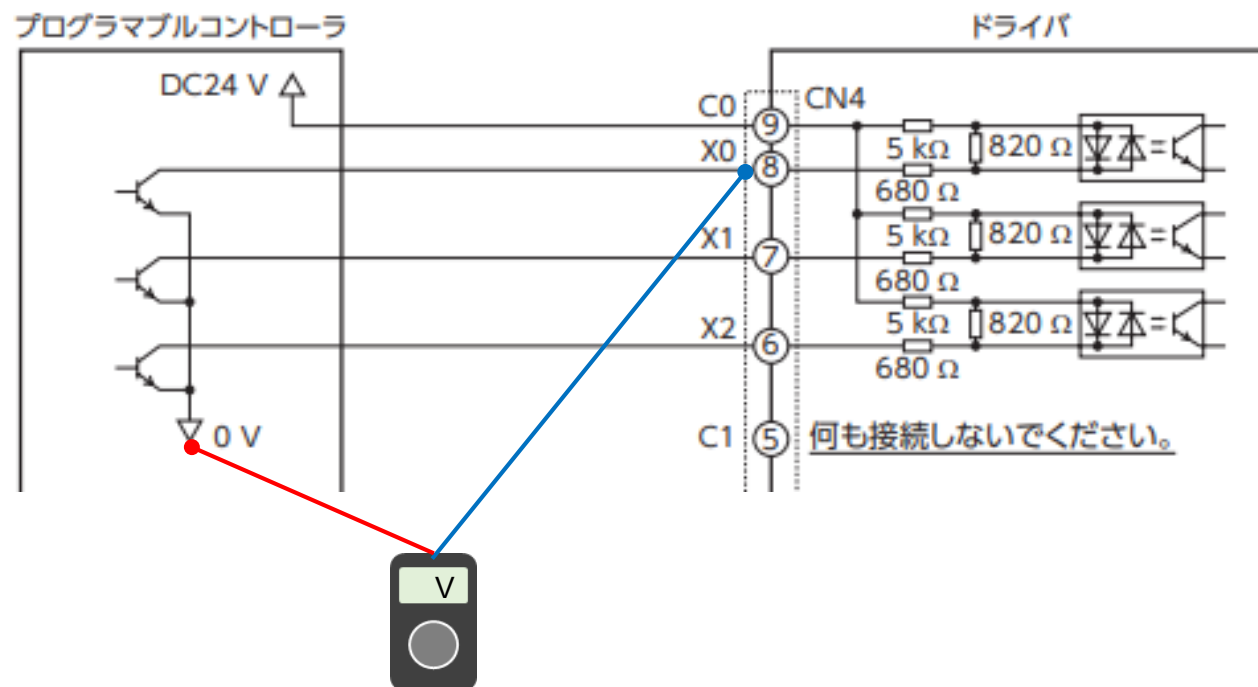 プログラマブルコントローラ
ドライバ
DC24 V
C0
CN4
9
X0
5 kΩ
820 Ω
=
8
680 Ω
X1
5 kΩ
820 Ω
=
7
680 Ω
X2
5 kΩ
820 Ω
=
6
680 Ω
0 V
C1
5
何も接続しないでください。
V